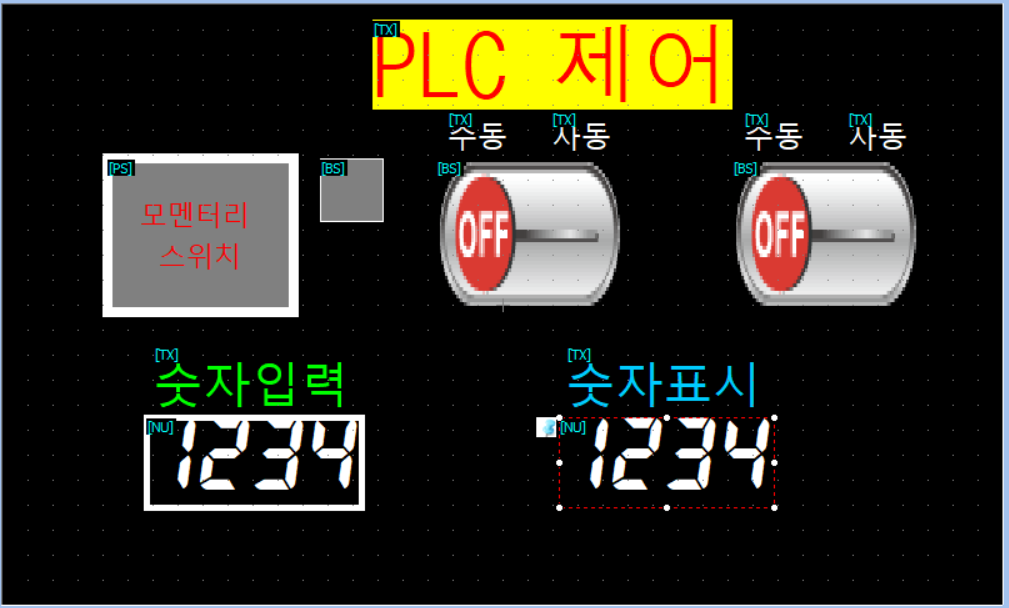 [TX]
PLC 제어
[TX] [TX] [TX] [TX]
수동 사동 수동 사동
[PS] [BS] [BS] [BS]
모멘터리
스위치
OFF OFF
[TX] [TX]
숫자입력 숫자표시
[NU] [NU]
1234 1234